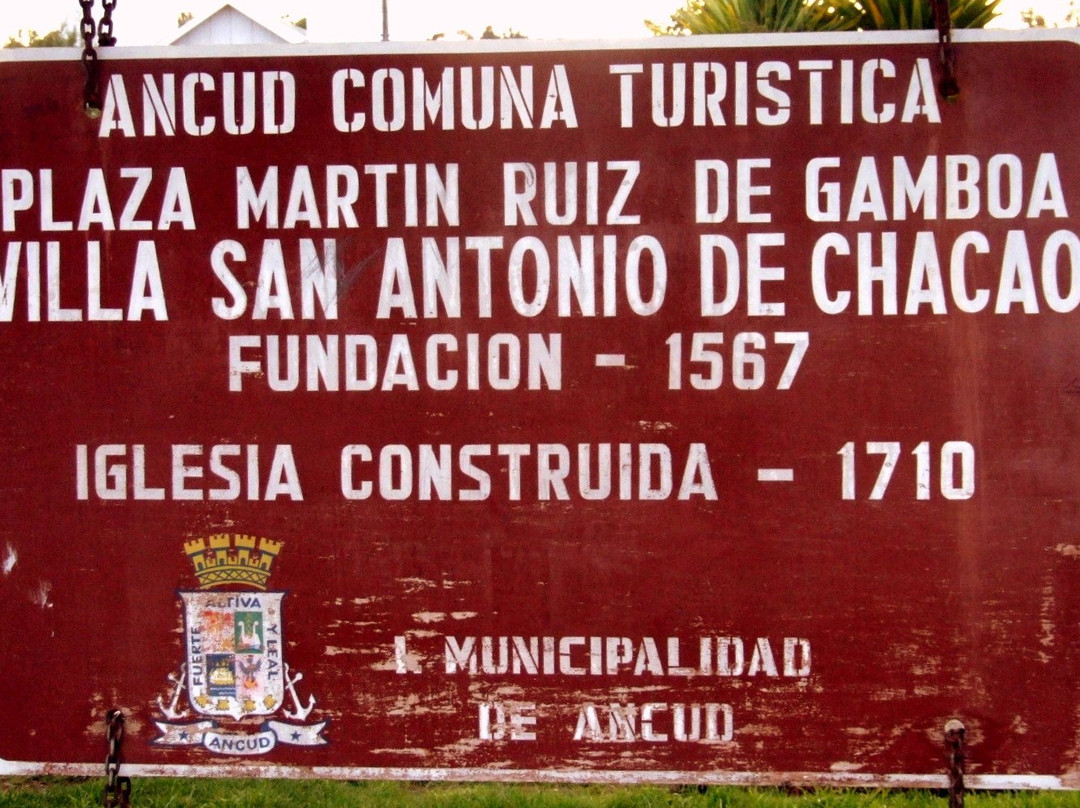 ANCUD COMUNA TURISTICA
PLAZA MARTIN RUIZ DE GAMBOA
VILLA SAN ANTONIO DE CHACAO
FUNDACION - 1567
IGLESIA CONSTRUIDA - 1710
ALTIVA
FUERTE
Y LEAL
ANCUD
I. MUNICIPALIDAD
DE ANCUD